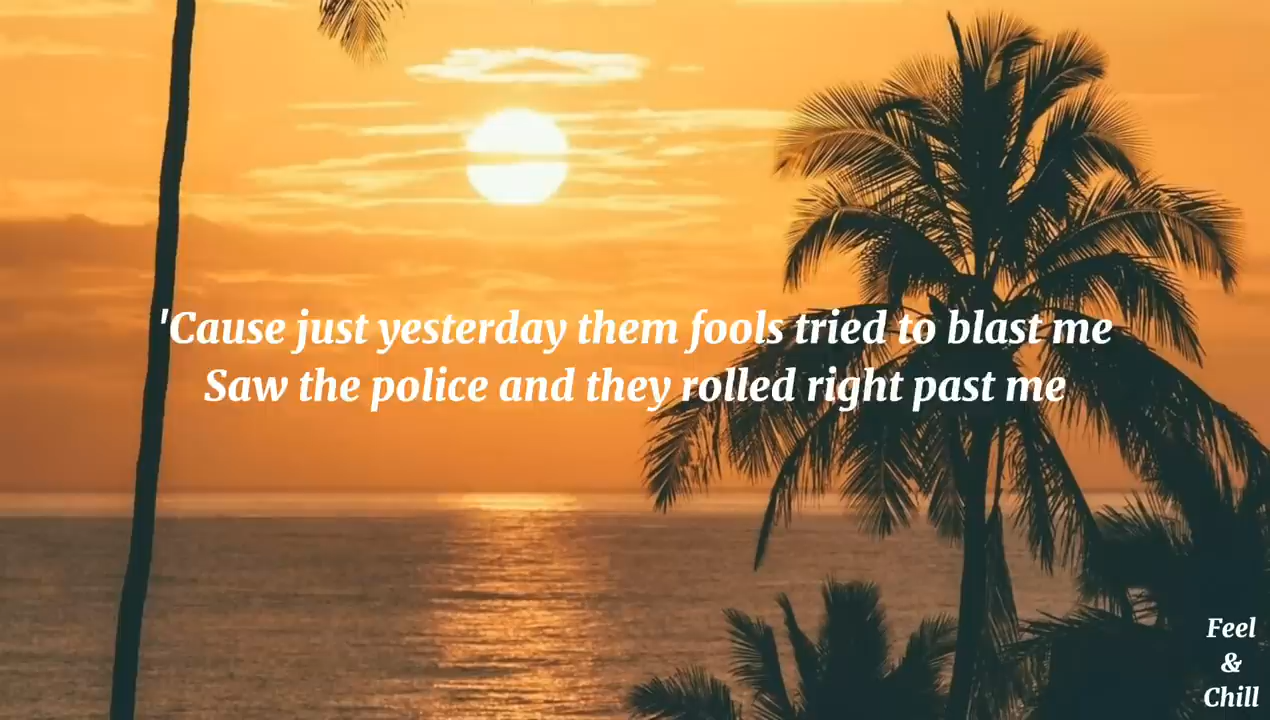 'Cause just yesterday them fools tried to blast me
Saw the police and they rolled right past me
Feel
&
Chill